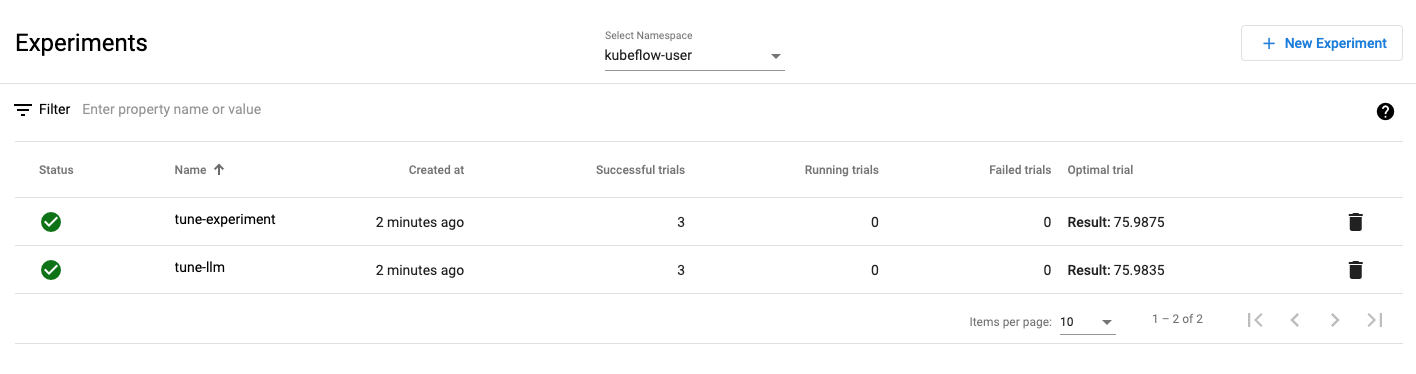 Experiments
Select Namespace
kubeflow-user
New Experiment
Filter Enter property name or value
Status Name Created at Successful trials Running trials Failed trials Optimal trial
tune-experiment 2 minutes ago 3 0 0 Result: 75.9875
tune-llm 2 minutes ago 3 0 0 Result: 75.9835
Items per page: 10 1 – 2 of 2